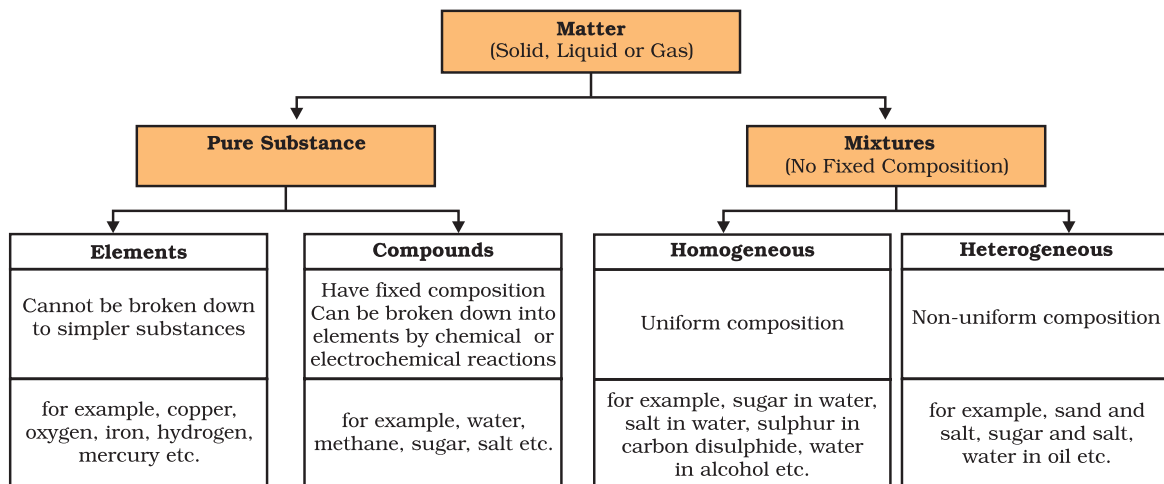 Matter
(Solid, Liquid or Gas)
Pure Substance
Mixtures
(No Fixed Composition)
Elements
Cannot be broken down
to simpler substances
for example, copper,
oxygen, iron, hydrogen,
mercury etc.
Compounds
Have fixed composition
Can be broken down into
elements by chemical or
electrochemical reactions
for example, water,
methane, sugar, salt etc.
Homogeneous
Uniform composition
for example, sugar in water,
salt in water, sulphur in
carbon disulphide, water
in alcohol etc.
Heterogeneous
Non-uniform composition
for example, sand and
salt, sugar and salt,
water in oil etc.